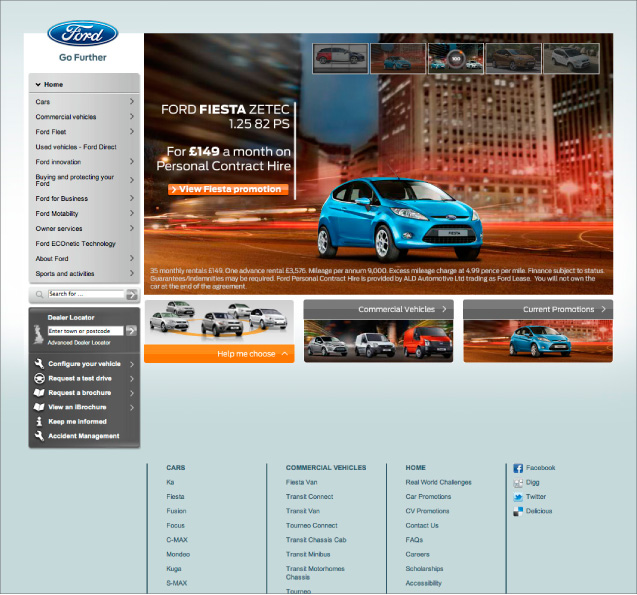 Ford
Go Further
Home
Cars
Commercial vehicles
Ford Fleet
Used vehicles - Ford Direct
Ford innovation
Buying and protecting your
Ford
Ford for Business
Ford Motability
Owner services
Ford ECOnetic Technology
About Ford
Sports and activities
Search for ...
Dealer Locator
Enter town or postcode
Advanced Dealer Locator
Configure your vehicle
Request a test drive
Request a brochure
View an iBrochure
Keep me informed
Accident Management
100
FORD FIESTA ZETEC
1.25 82 PS
For £149 a month on
Personal Contract Hire
View Fiesta promotion
35 monthly rentals £149. One advance rental £3,576. Mileage per annum 9,000. Excess mileage charge at 4.99 pence per mile. Finance subject to status.
Guarantees/indemnities may be required. Ford Personal Contract Hire is provided by ALD Automotive Ltd trading as Ford Lease. You will not own the
car at the end of the agreement.
Help me choose
Commercial Vehicles
Current Promotions
CARS
Ka
Fiesta
Fusion
Focus
C-MAX
Mondeo
Kuga
S-MAX
COMMERCIAL VEHICLES
Fiesta Van
Transit Connect
Transit Van
Tourneo Connect
Transit Chassis Cab
Transit Minibus
Transit Motorhomes
Chassis
Tourneo
HOME
Real World Challenges
Car Promotions
CV Promotions
Contact Us
FAQs
Careers
Scholarships
Accessibility
Facebook
Digg
Twitter
Delicious